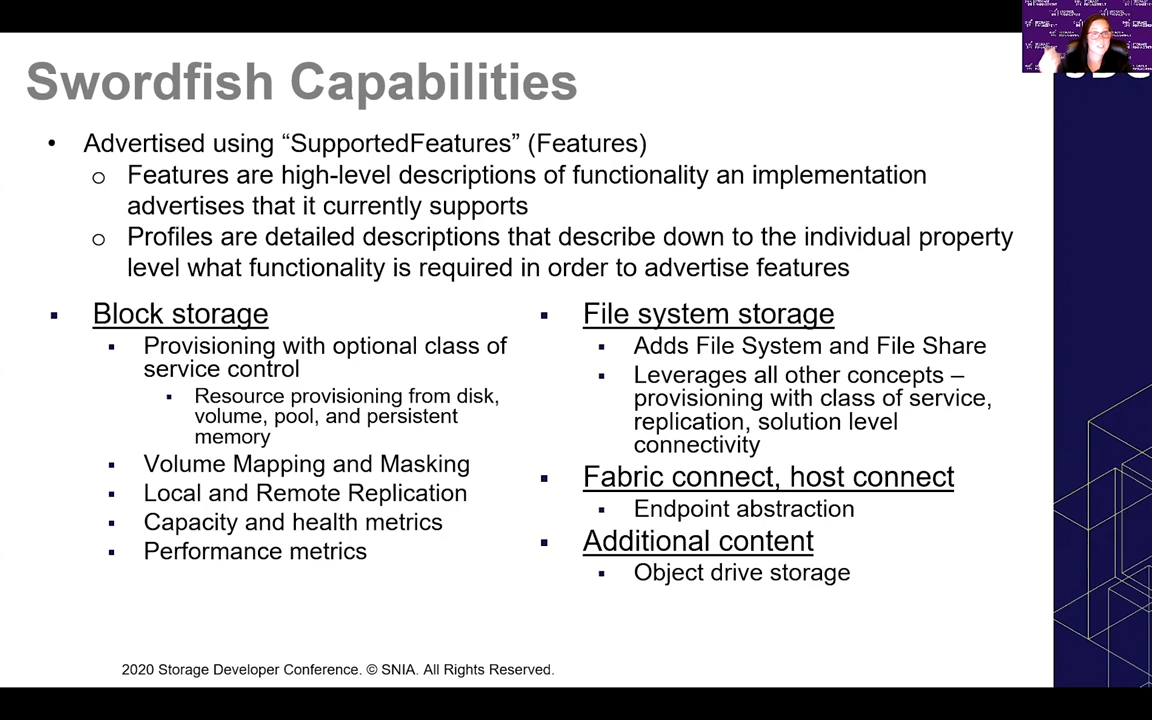 Swordfish Capabilities
• Advertised using “SupportedFeatures” (Features)
o Features are high-level descriptions of functionality an implementation
advertises that it currently supports
o Profiles are detailed descriptions that describe down to the individual property
level what functionality is required in order to advertise features
▪ Block storage
▪ Provisioning with optional class of
service control
▪ Resource provisioning from disk,
volume, pool, and persistent
memory
▪ Volume Mapping and Masking
▪ Local and Remote Replication
▪ Capacity and health metrics
▪ Performance metrics
▪ File system storage
▪ Adds File System and File Share
▪ Leverages all other concepts –
provisioning with class of service,
replication, solution level
connectivity
▪ Fabric connect, host connect
▪ Endpoint abstraction
▪ Additional content
▪ Object drive storage
2020 Storage Developer Conference. © SNIA. All Rights Reserved.